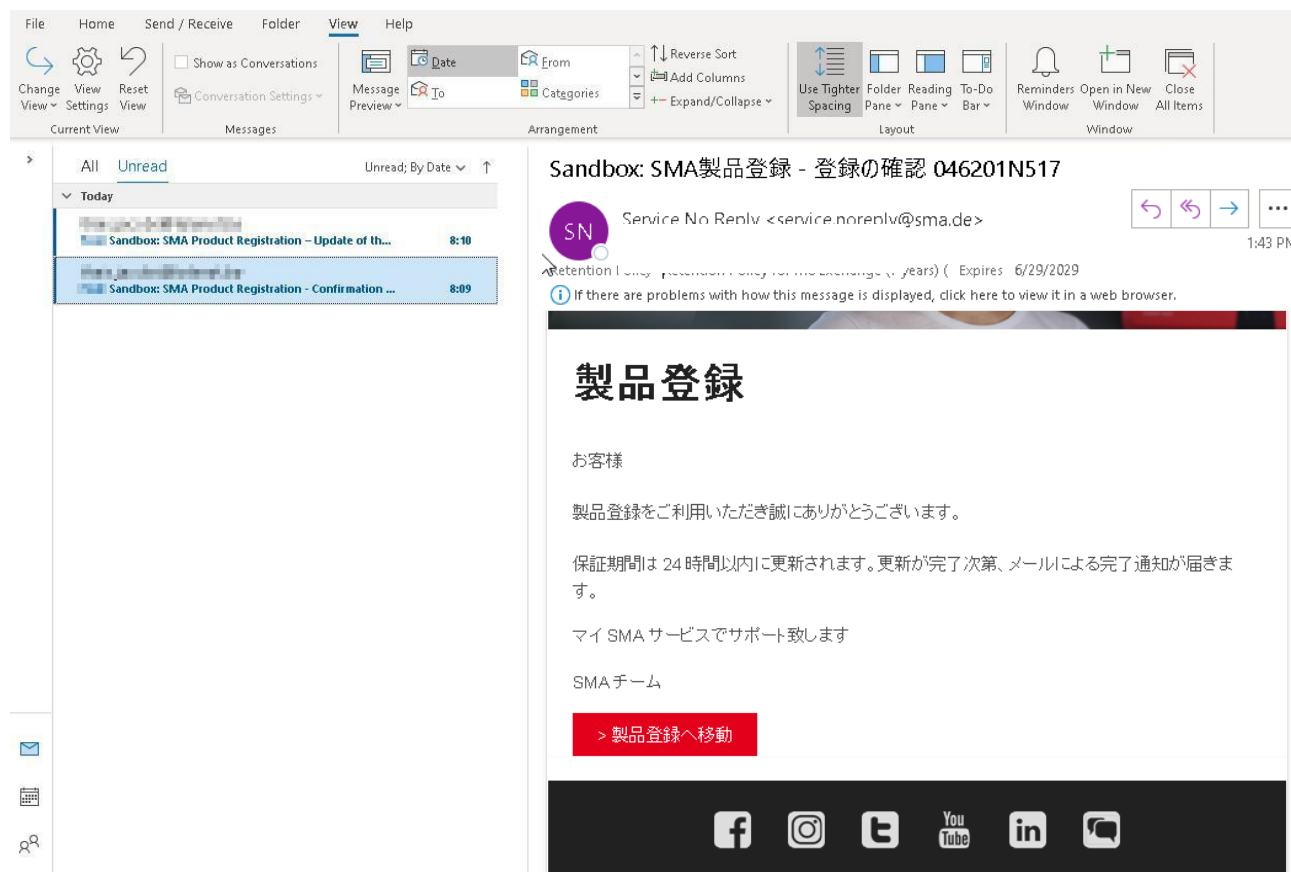 File Home Send / Receive Folder View Help
Show as Conversations
Conversation Settings
Change View
View Settings
Reset View
Message Preview
Date
To
From
Categories
Reverse Sort
Add Columns
Expand/Collapse
Use Tighter Spacing
Folder Pane
Reading Pane
To-Do Bar
Reminders Window
Open in New Window
Close All Items
Current View Messages Arrangement Layout Window
All Unread Unread; By Date
Today
Sandbox: SMA Product Registration – Update of th... 8:10
Sandbox: SMA Product Registration - Confirmation ... 8:09
Sandbox: SMA製品登録 - 登録の確認 046201N517
SN
Service No Reply <service.noreply@sma.de>
1:43 PM
Retention Policy years) ( Expires 6/29/2029
If there are problems with how this message is displayed, click here to view it in a web browser.
製品登録
お客様
製品登録をご利用いただき誠にありがとうございます。
保証期間は 24 時間以内に更新されます。更新が完了次第、メールによる完了通知が届きま
す。
マイ SMA サービスでサポート致します
SMA チーム
> 製品登録へ移動
You
Tube
in